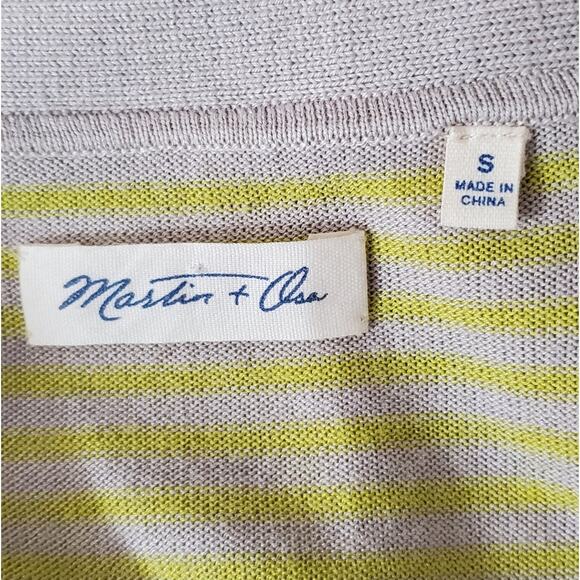 S
MADE IN
CHINA
Martin + Osa